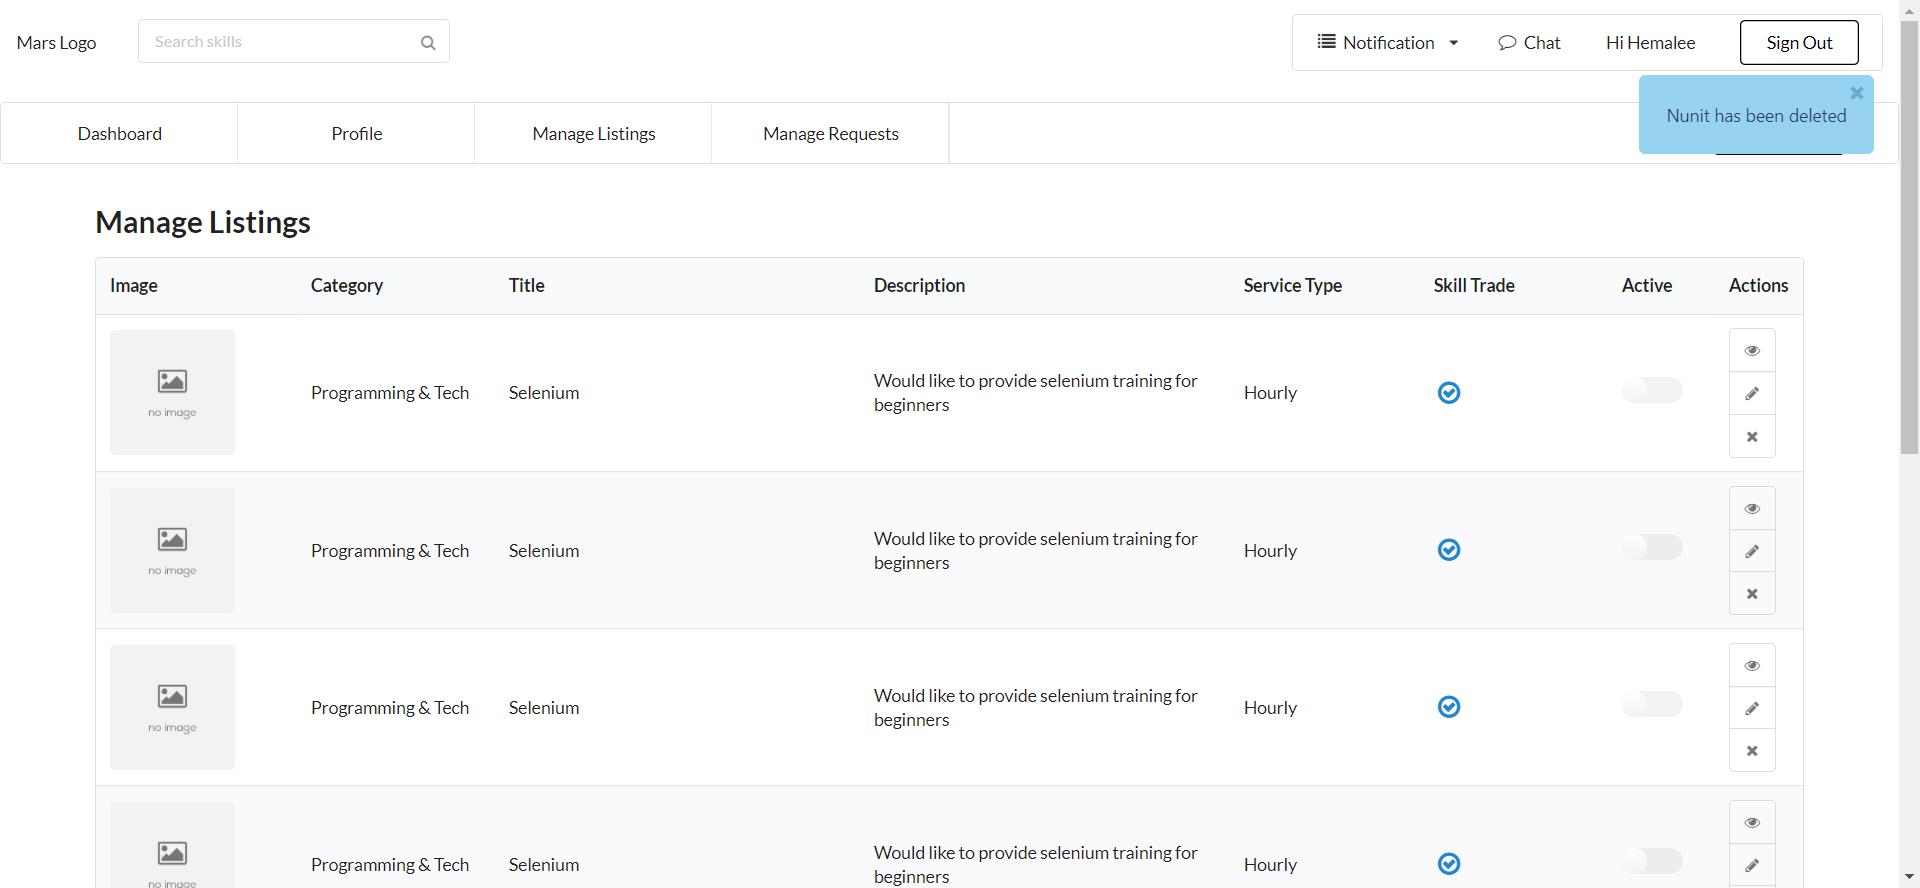 Mars Logo
Search skills
Notification
Chat
Hi Hemalee
Sign Out
Nunit has been deleted
Dashboard
Profile
Manage Listings
Manage Requests
Manage Listings
Image Category Title Description Service Type Skill Trade Active Actions
no image
Programming & Tech
Selenium
Would like to provide selenium training for
beginners
Hourly
no image
Programming & Tech
Selenium
Would like to provide selenium training for
beginners
Hourly
no image
Programming & Tech
Selenium
Would like to provide selenium training for
beginners
Hourly
no image
Programming & Tech
Selenium
Would like to provide selenium training for
beginners
Hourly